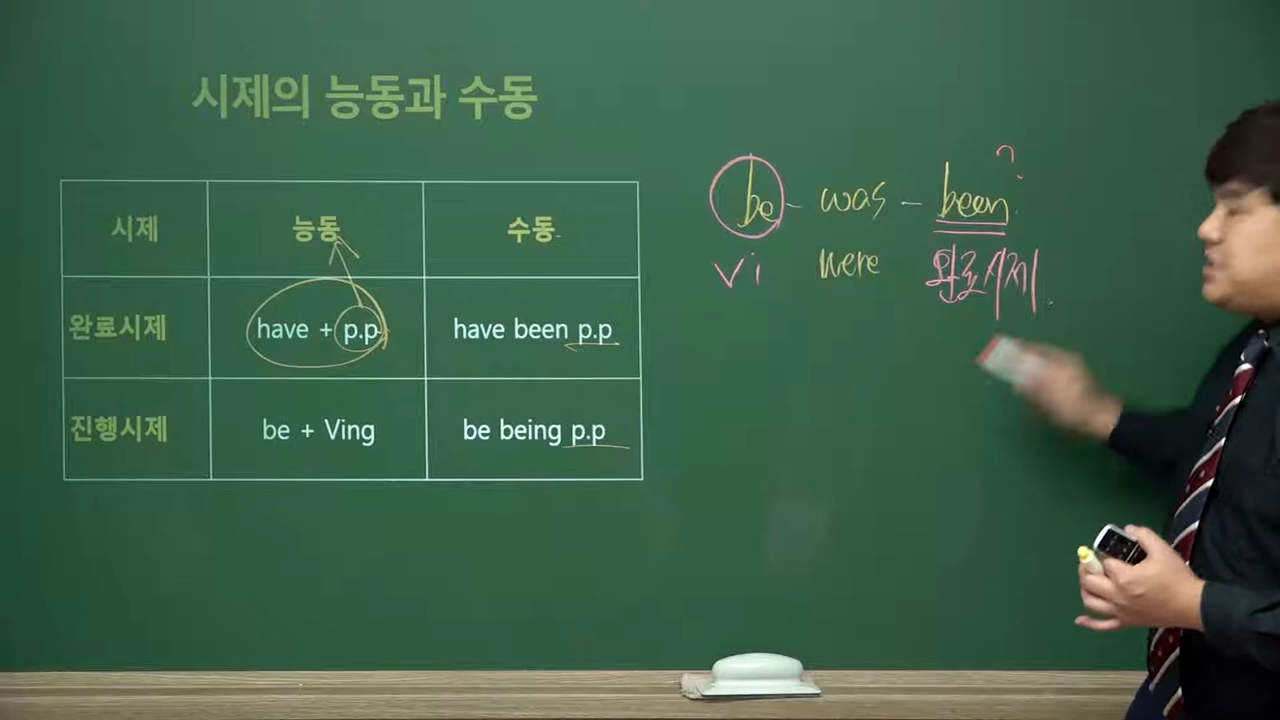 시제의 능동과 수동
시제 능동 수동
완료시제 have + p.p have been p.p
진행시제 be + Ving be being p.p
be - was - been?
vi were 완료시제.